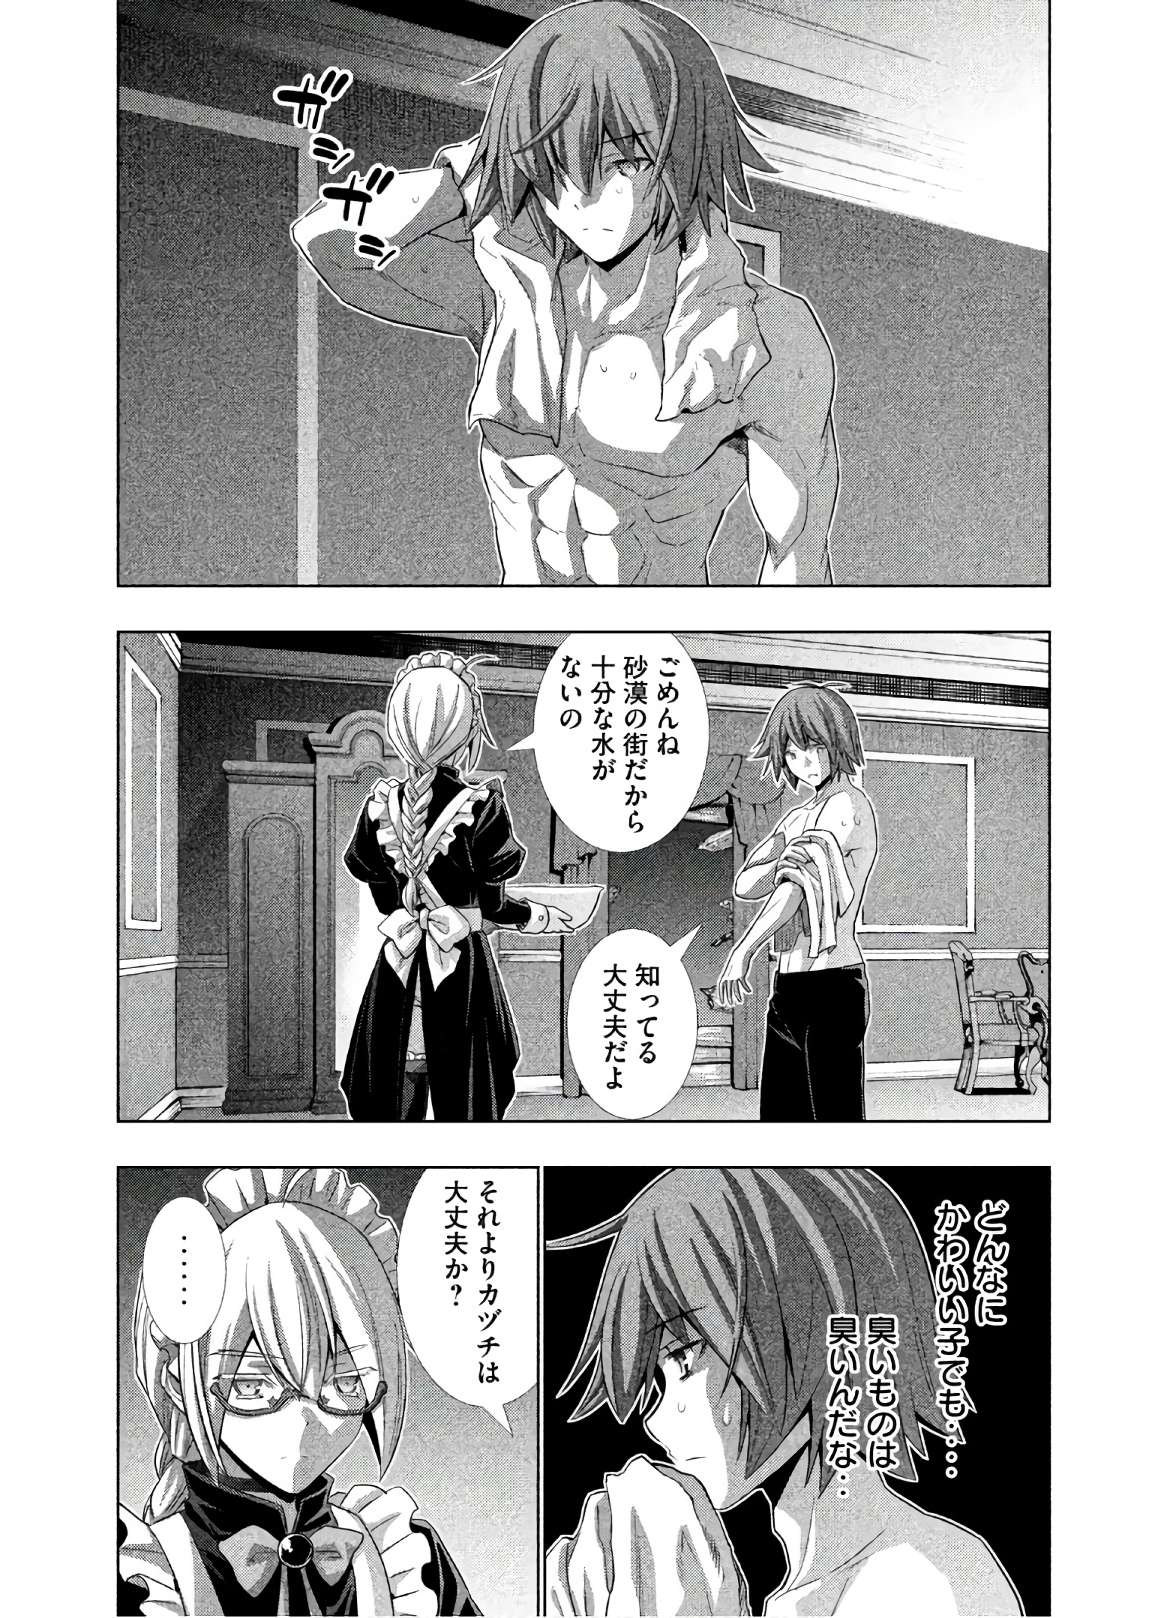 ガシガシ
ごめんね
砂漠の街だから
十分な水が
ないの
知ってる
大丈夫だよ
どんなに
かわいい子でも‥‥
臭いものは
臭いんだな‥
それよりカヅチは
大丈夫か？
‥‥‥